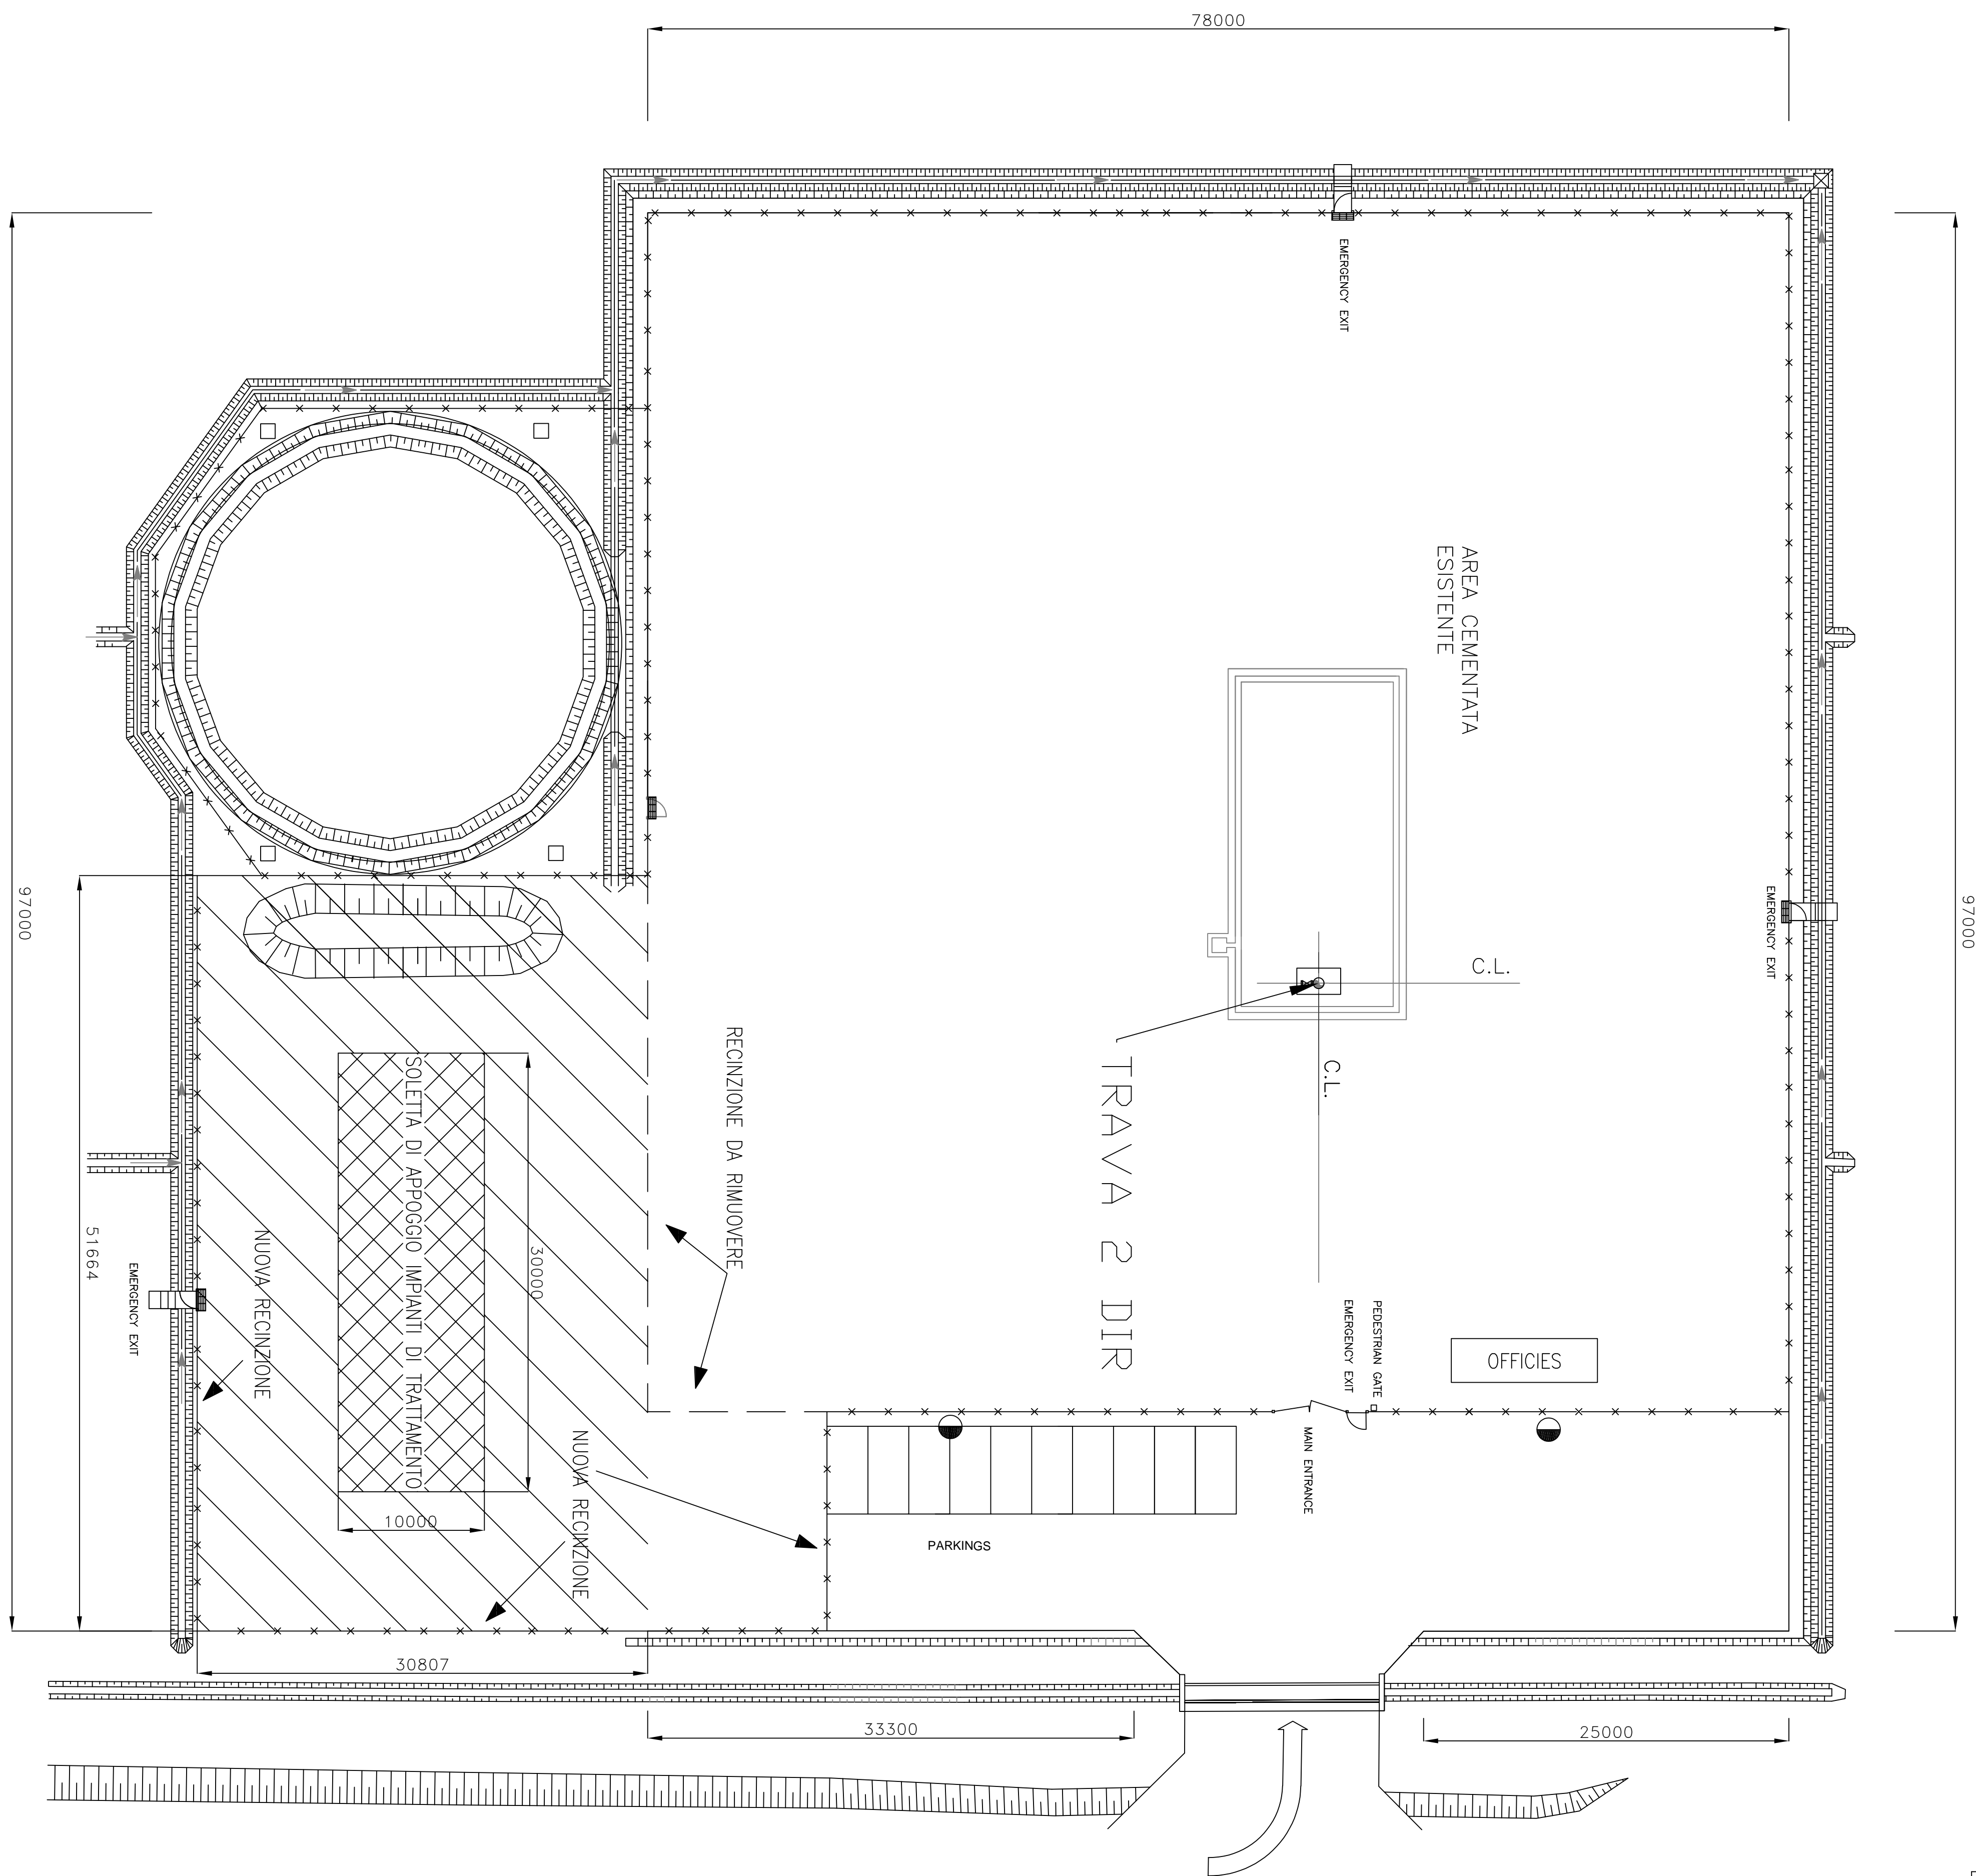 78000
EMERGENCY EXIT
AREA CEMENTATA
ESISTENTE
97000
97000
EMERGENCY EXIT
C.L.
C.L.
TRAVA 2 DIR
RECINZIONE DA RIMUOVERE
SOLETTA DI APPOGGIO IMPIANTI DI TRATTAMENTO
30000
10000
51664
EMERGENCY EXIT
NUOVA RECINZIONE
NUOVA RECINZIONE
PEDESTRIAN GATE
EMERGENCY EXIT
OFFICIES
MAIN ENTRANCE
PARKINGS
30807
33300
25000